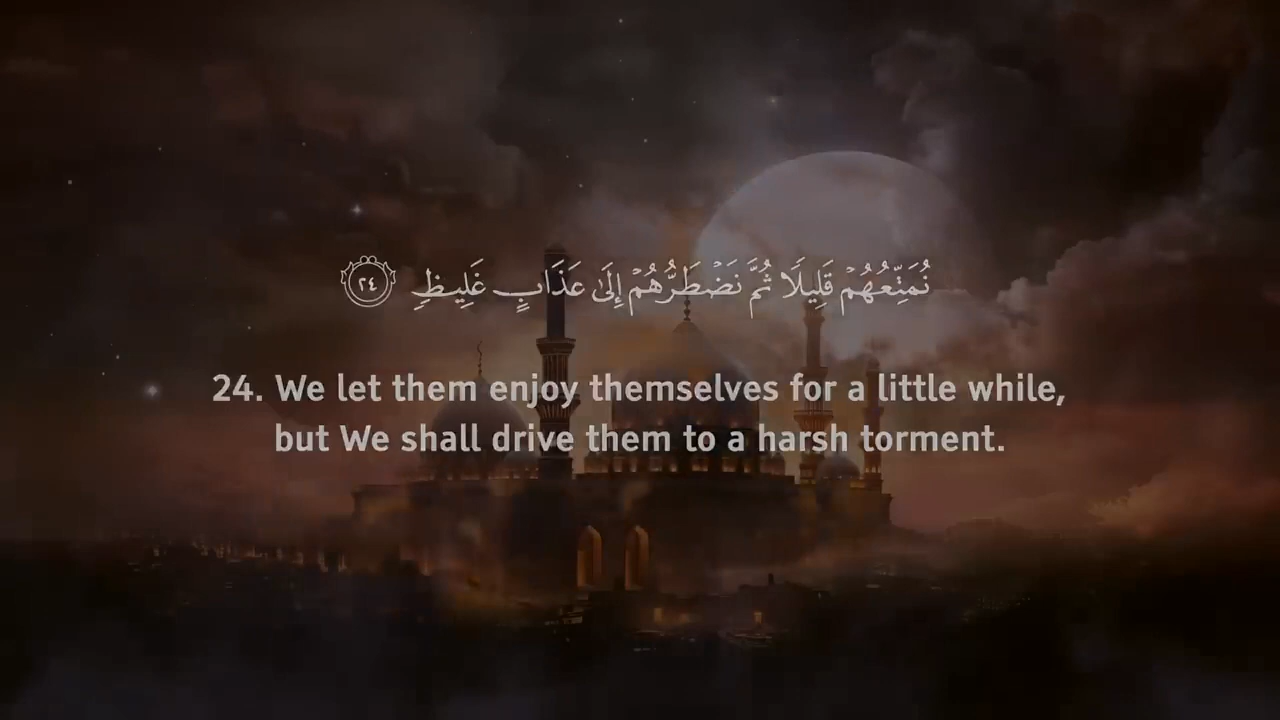 نُمَتِّعُهُمْ قَلِيلًا ثُمَّ نَضْطَرُّهُمْ إِلَىٰ عَذَابٍ غَلِيظٍ ٢٤
24. We let them enjoy themselves for a little while,
but We shall drive them to a harsh torment.